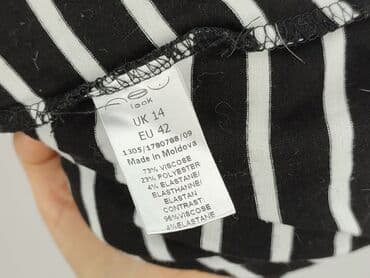 look
UK 14
EU 42
1305/1780788/09
Made in Moldova
73% VISCOSE
23% POLYESTER
4% ELASTANE/
ELASTHANNE/
ELASTAN
CONTRAST:
96% VISCOSE
4% ELASTANE/